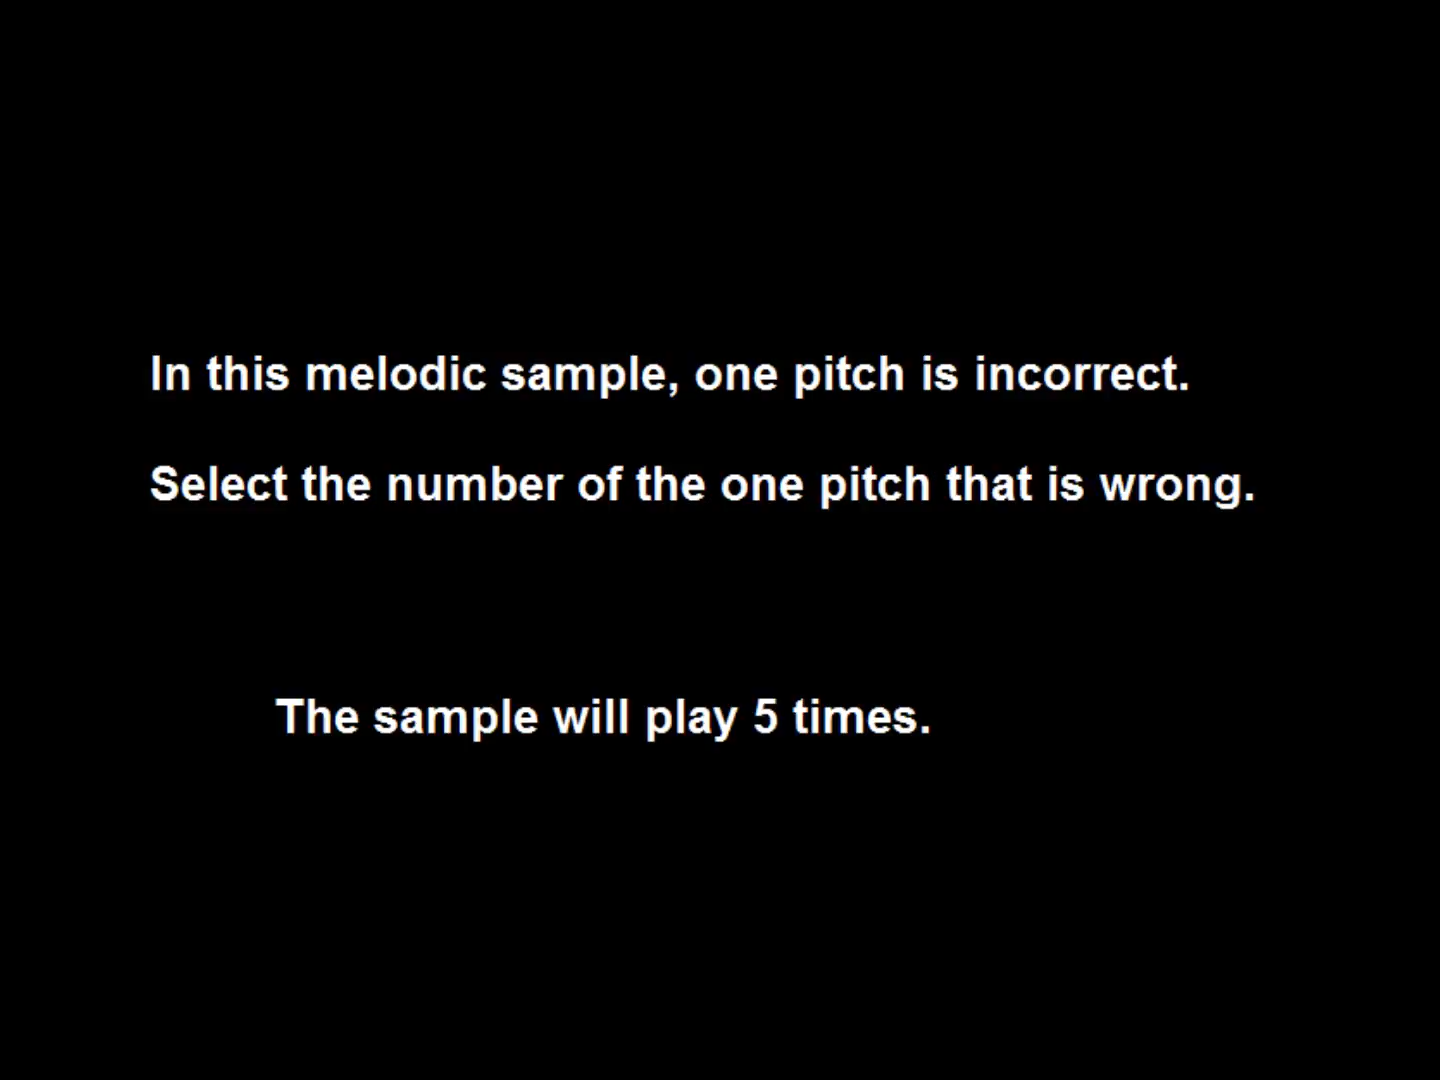 In this melodic sample, one pitch is incorrect.
Select the number of the one pitch that is wrong.
The sample will play 5 times.